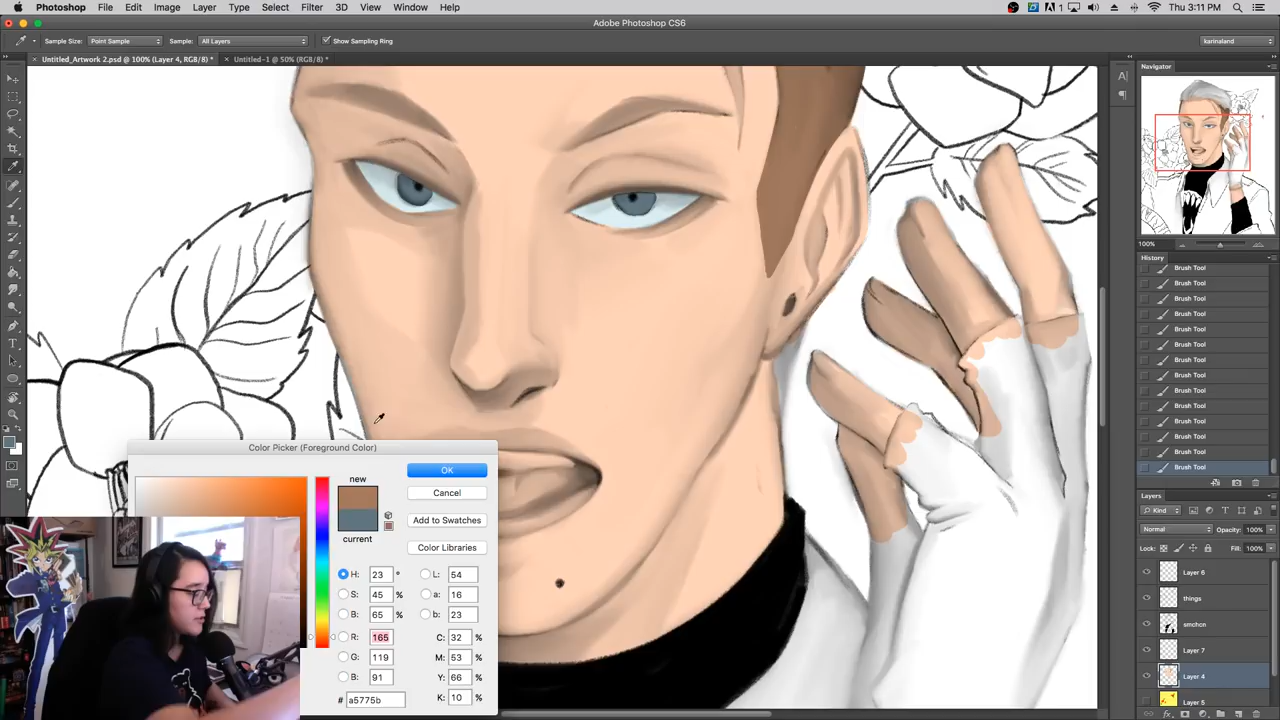 Photoshop File Edit Image Layer Type Select Filter 3D View Window Help
1 Thu 3:11 PM
Adobe Photoshop CS6
Sample Size: Point Sample Sample: All Layers Show Sampling Ring karinaland
Untitled_Artwork 2.psd @ 100% (Layer 4, RGB/8) * Untitled-1 @ 50% (RGB/8) *
Navigator
100%
History
Brush Tool
Brush Tool
Brush Tool
Brush Tool
Brush Tool
Brush Tool
Brush Tool
Brush Tool
Brush Tool
Brush Tool
Brush Tool
Brush Tool
Brush Tool
Brush Tool
Layers
Kind
Normal Opacity: 100%
Lock: Fill: 100%
Layer 6
things
smchcn
Layer 7
Layer 4
Layer 5
fx
Color Picker (Foreground Color)
new
current
OK
Cancel
Add to Swatches
Color Libraries
H: 23 ° L: 54
S: 45 % a: 16
B: 65 % b: 23
R: 165 C: 32 %
G: 119 M: 53 %
B: 91 Y: 66 %
# a5775b K: 10 %